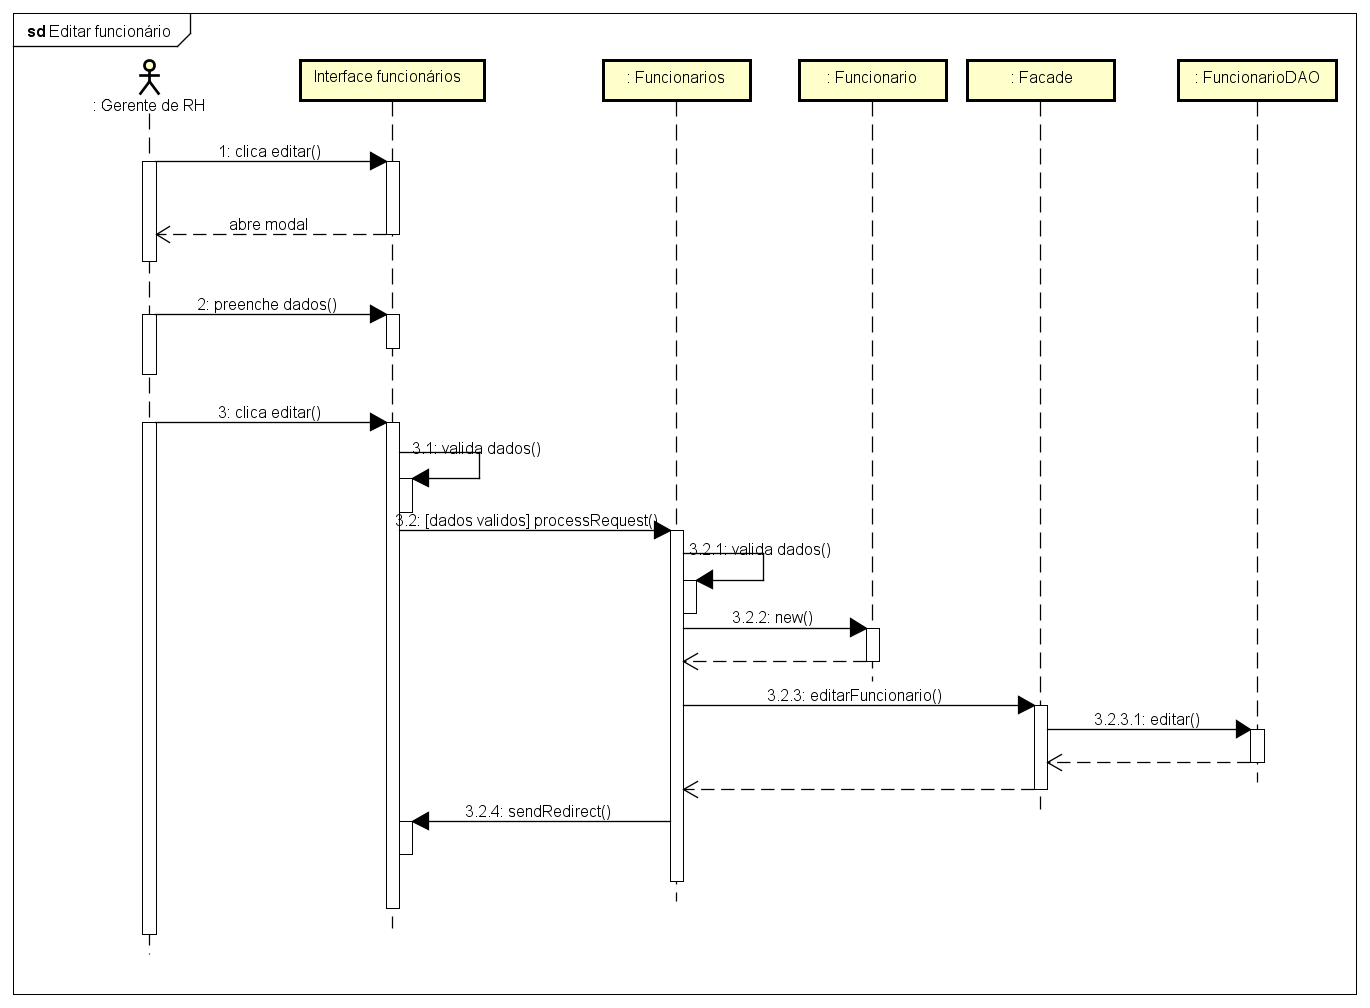 sd Editar funcionário
: Gerente de RH
Interface funcionários
: Funcionarios
: Funcionario
: Facade
: FuncionarioDAO
1: clica editar()
abre modal
2: preenche dados()
3: clica editar()
3.1: valida dados()
3.2: [dados validos] processRequest()
3.2.1: valida dados()
3.2.2: new()
3.2.3: editarFuncionario()
3.2.3.1: editar()
3.2.4: sendRedirect()